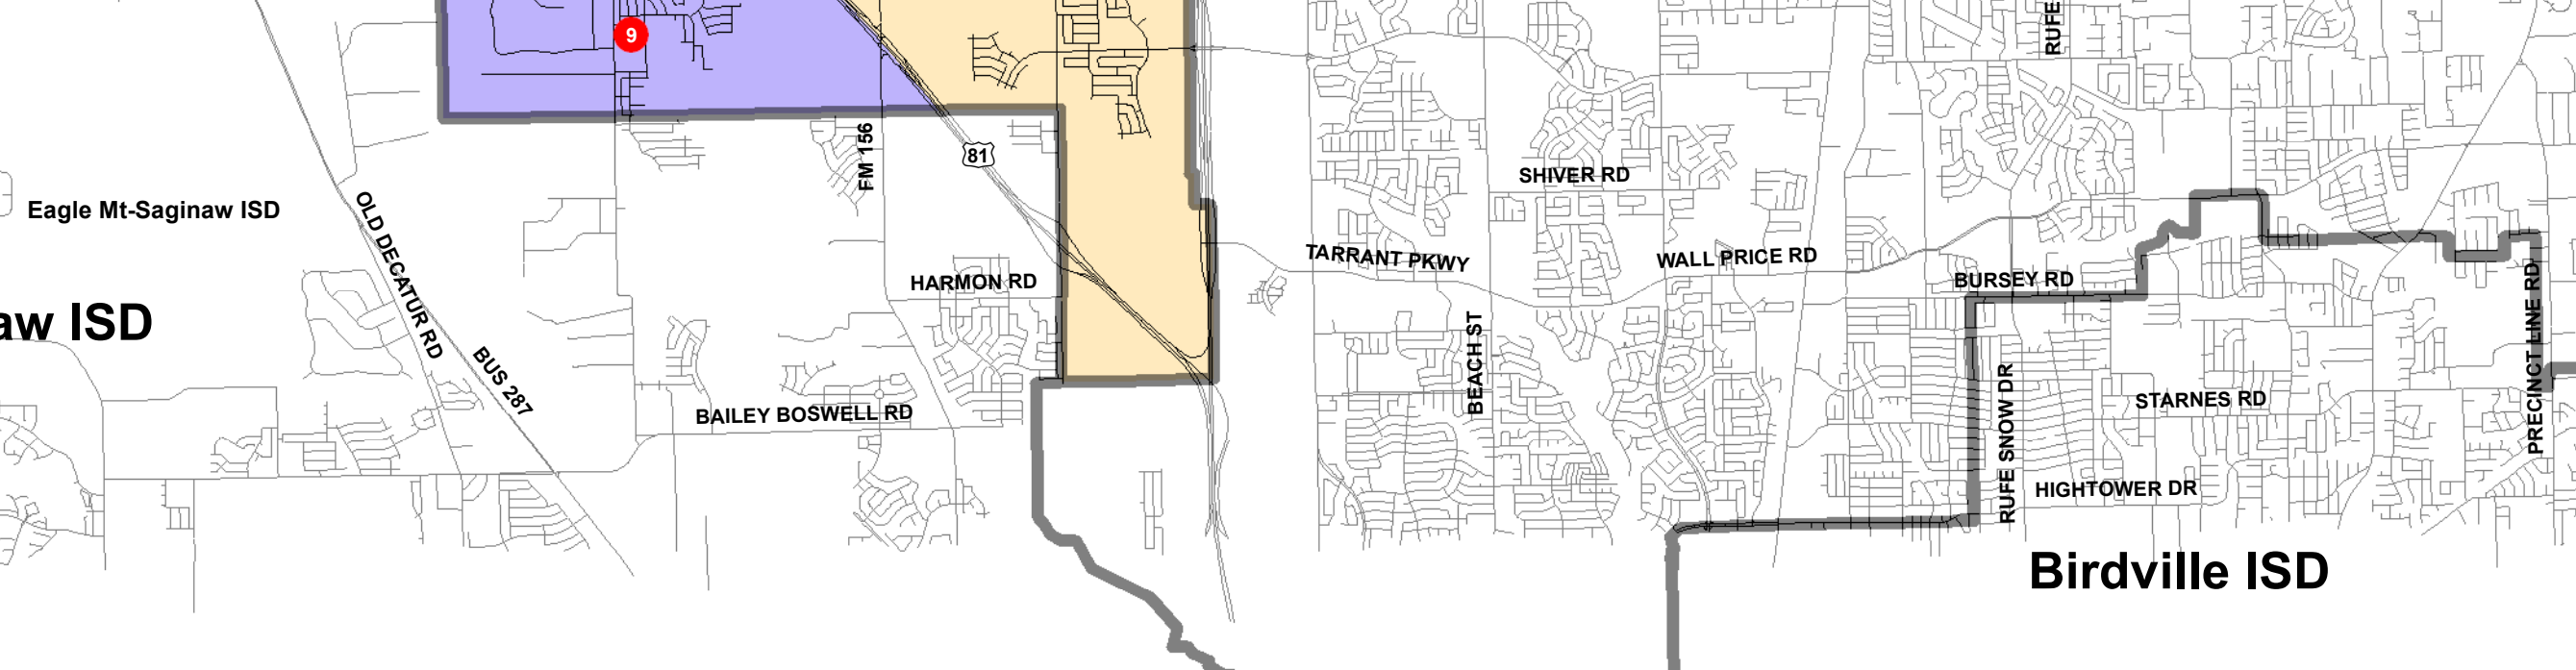 RUFE
9
FM 156
81
SHIVER RD
Eagle Mt-Saginaw ISD
OLD DECATUR RD
TARRANT PKWY
WALL PRICE RD
HARMON RD
BURSEY RD
PRECINCT LINE RD
aw ISD
BUS 287
BEACH ST
RUFE SNOW DR
STARNES RD
BAILEY BOSWELL RD
HIGHTOWER DR
Birdville ISD